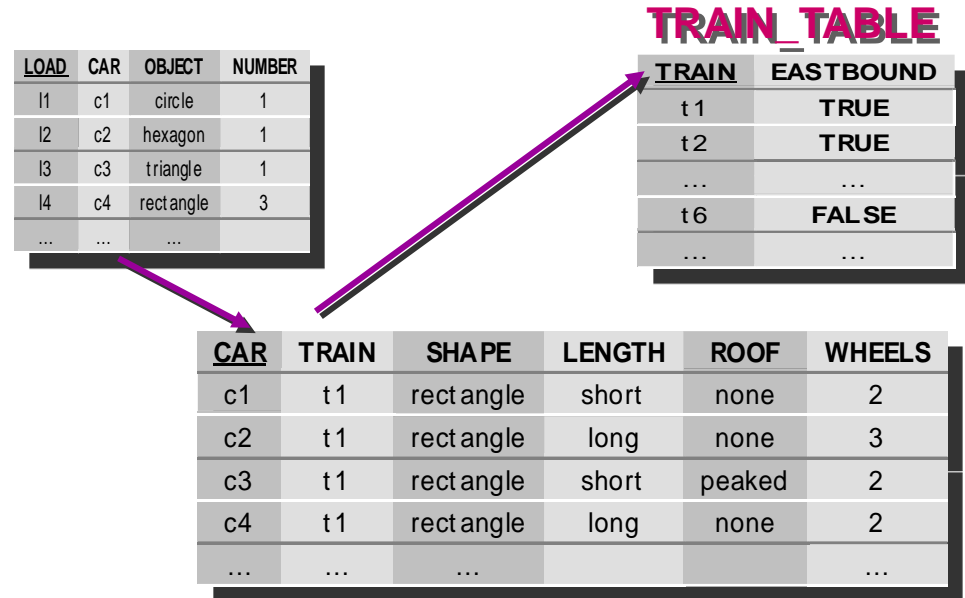 TRAIN_TABLE
LOAD CAR OBJECT NUMBER
l1 c1 circle 1
l2 c2 hexagon 1
l3 c3 triangle 1
l4 c4 rectangle 3
... ... ...
TRAIN EASTBOUND
t1 TRUE
t2 TRUE
... ...
t6 FALSE
... ...
CAR TRAIN SHAPE LENGTH ROOF WHEELS
c1 t1 rectangle short none 2
c2 t1 rectangle long none 3
c3 t1 rectangle short peaked 2
c4 t1 rectangle long none 2
... ... ... ...